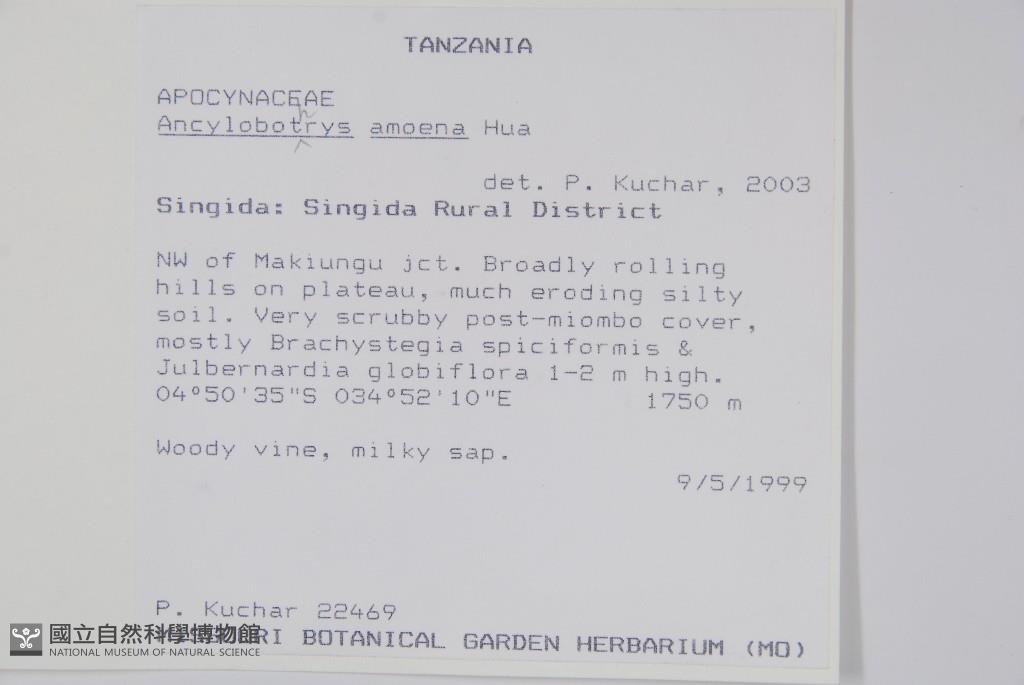 TANZANIA
APOCYNACEAE
h
Ancylobotrys amoena Hua
det. P. Kuchar, 2003
Singida: Singida Rural District
NW of Makiungu jct. Broadly rolling
hills on plateau, much eroding silty
soil. Very scrubby post-miombo cover,
mostly Brachystegia spiciformis &
Julbernardia globiflora 1-2 m high.
04°50'35"S 034°52'10"E 1750 m
Woody vine, milky sap.
9/5/1999
P. Kuchar 22469
BOTANICAL GARDEN HERBARIUM (MO)
國立自然科學博物館
NATIONAL MUSEUM OF NATURAL SCIENCE